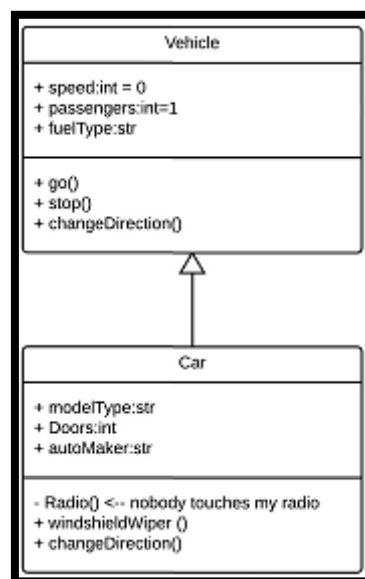 Vehicle
+ speed:int = 0
+ passengers:int=1
+ fuelType:str
+ go()
+ stop()
+ changeDirection()
Car
+ modelType:str
+ Doors:int
+ autoMaker:str
- Radio() <-- nobody touches my radio
+ windshieldWiper ()
+ changeDirection()